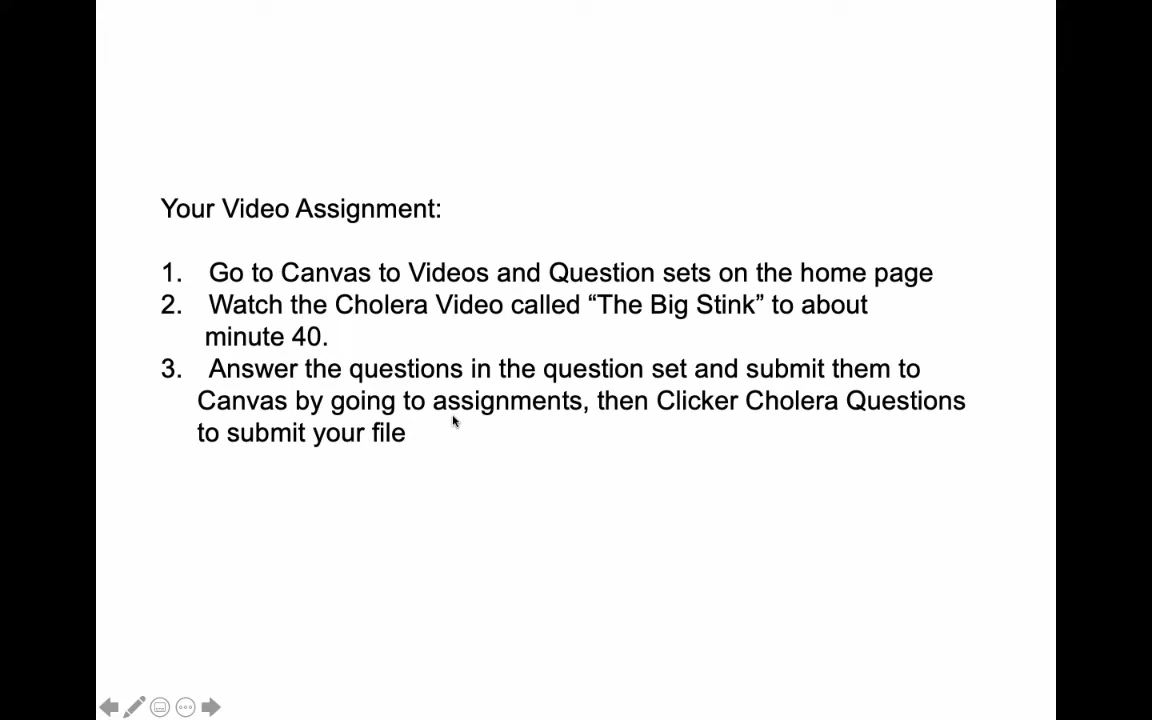 Your Video Assignment:
1. Go to Canvas to Videos and Question sets on the home page
2. Watch the Cholera Video called “The Big Stink” to about
minute 40.
3. Answer the questions in the question set and submit them to
Canvas by going to assignments, then Clicker Cholera Questions
to submit your file